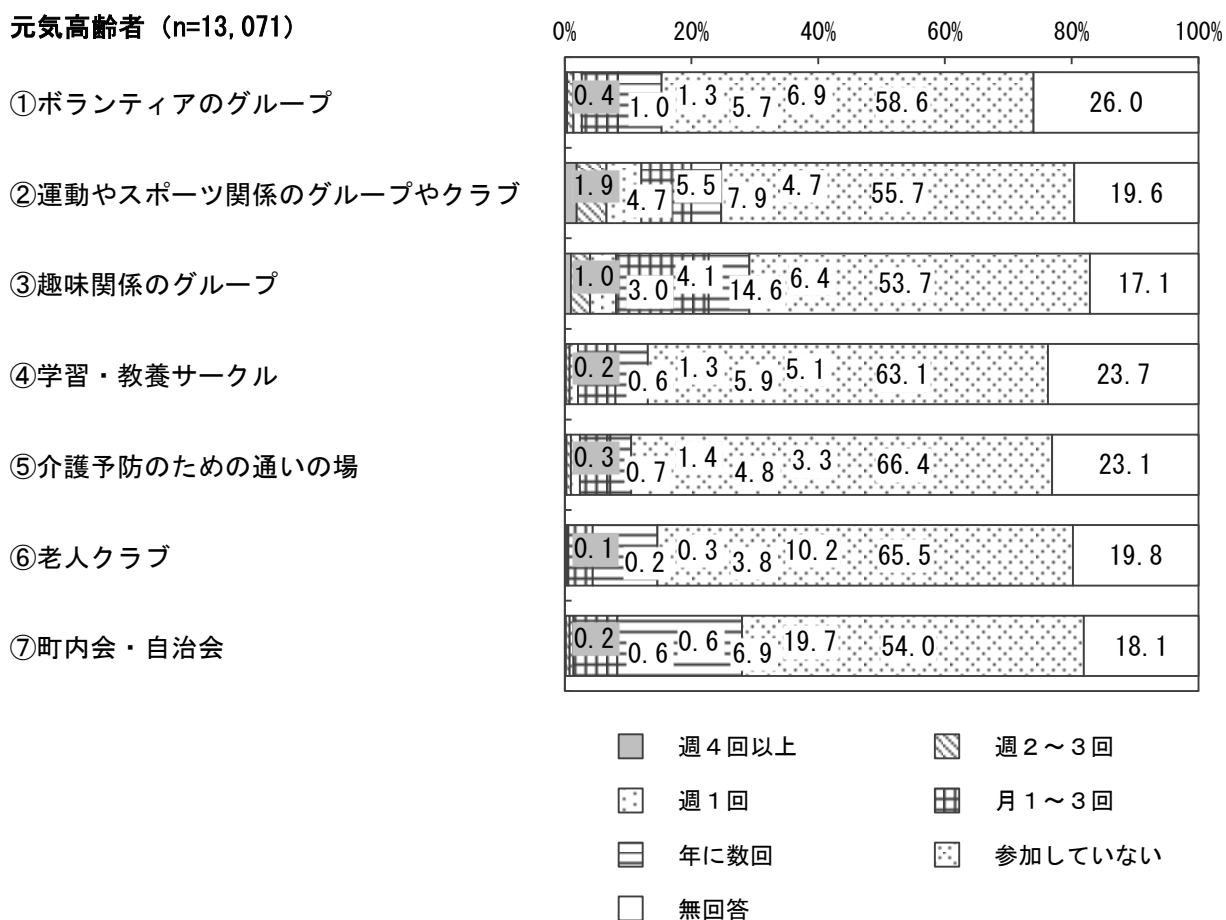 元気高齢者 (n=13,071)
0% 20% 40% 60% 80% 100%
①ボランティアのグループ 0.4 1.0 1.3 5.7 6.9 58.6 26.0
②運動やスポーツ関係のグループやクラブ 1.9 4.7 5.5 7.9 4.7 55.7 19.6
③趣味関係のグループ 1.0 3.0 4.1 14.6 6.4 53.7 17.1
④学習・教養サークル 0.2 0.6 1.3 5.9 5.1 63.1 23.7
⑤介護予防のための通いの場 0.3 0.7 1.4 4.8 3.3 66.4 23.1
⑥老人クラブ 0.1 0.2 0.3 3.8 10.2 65.5 19.8
⑦町内会・自治会 0.2 0.6 0.6 6.9 19.7 54.0 18.1
週４回以上 週２～３回
週１回 月１～３回
年に数回 参加していない
無回答